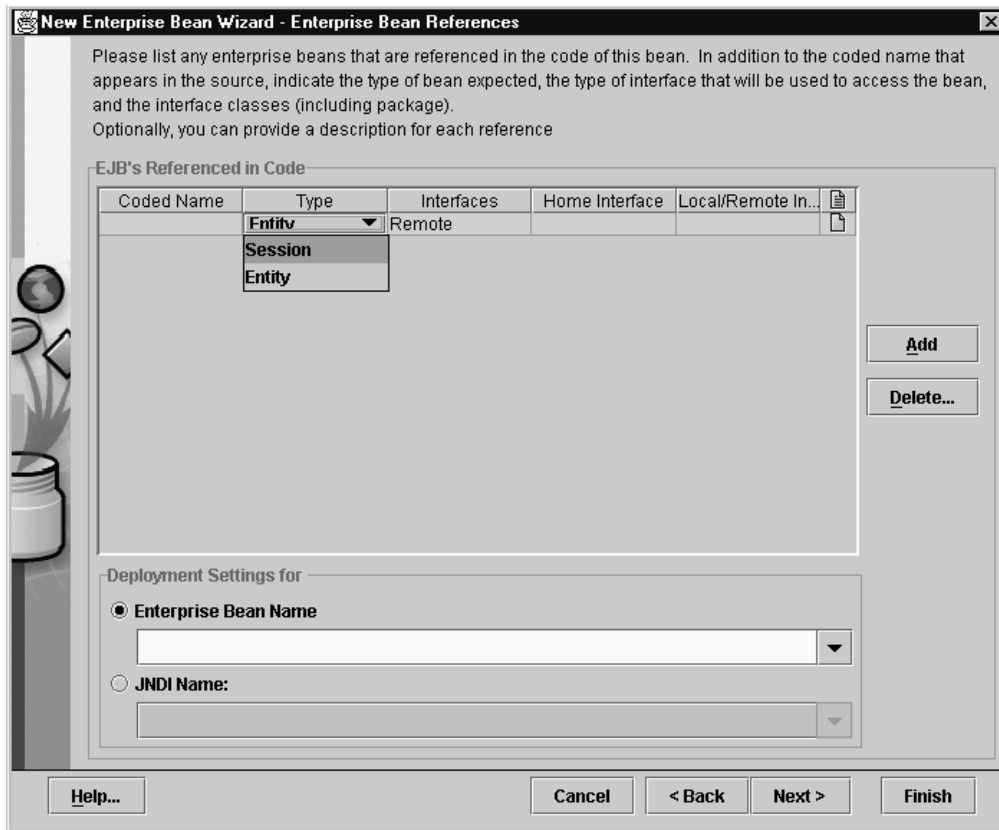 New Enterprise Bean Wizard - Enterprise Bean References
Please list any enterprise beans that are referenced in the code of this bean. In addition to the coded name that
appears in the source, indicate the type of bean expected, the type of interface that will be used to access the bean,
and the interface classes (including package).
Optionally, you can provide a description for each reference
EJB's Referenced in Code
Coded Name Type Interfaces Home Interface Local/Remote In...
Entity Remote
Session
Entity
Add
Delete...
Deployment Settings for
Enterprise Bean Name
JNDI Name:
Help... Cancel < Back Next > Finish